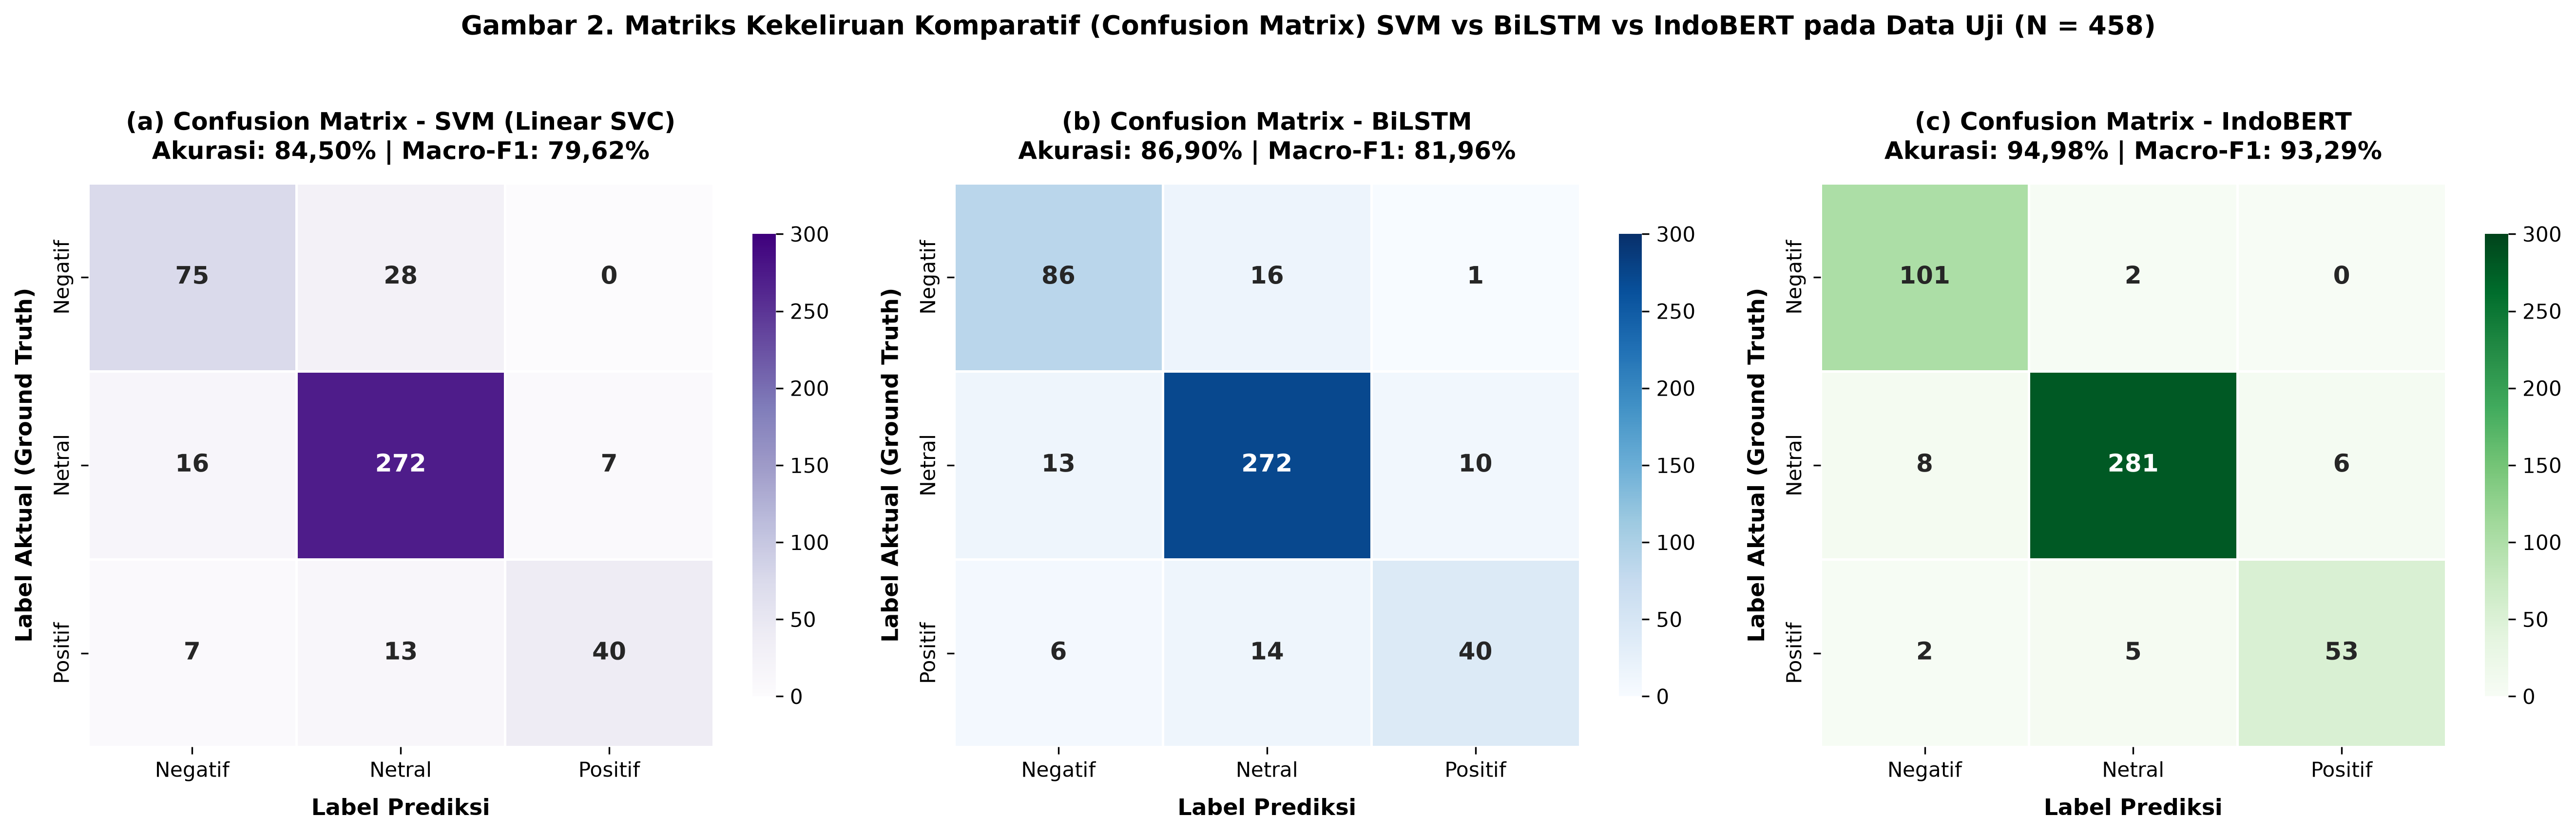 Gambar 2. Matriks Kekeliruan Komparatif (Confusion Matrix) SVM vs BiLSTM vs IndoBERT pada Data Uji (N = 458)
(a) Confusion Matrix - SVM (Linear SVC)
Akurasi: 84,50% | Macro-F1: 79,62%
Label Aktual (Ground Truth)
Negatif
75 28 0
Netral
16 272 7
Positif
7 13 40
Negatif Netral Positif
Label Prediksi
300
250
200
150
100
50
0
(b) Confusion Matrix - BiLSTM
Akurasi: 86,90% | Macro-F1: 81,96%
Label Aktual (Ground Truth)
Negatif
86 16 1
Netral
13 272 10
Positif
6 14 40
Negatif Netral Positif
Label Prediksi
300
250
200
150
100
50
0
(c) Confusion Matrix - IndoBERT
Akurasi: 94,98% | Macro-F1: 93,29%
Label Aktual (Ground Truth)
Negatif
101 2 0
Netral
8 281 6
Positif
2 5 53
Negatif Netral Positif
Label Prediksi
300
250
200
150
100
50
0